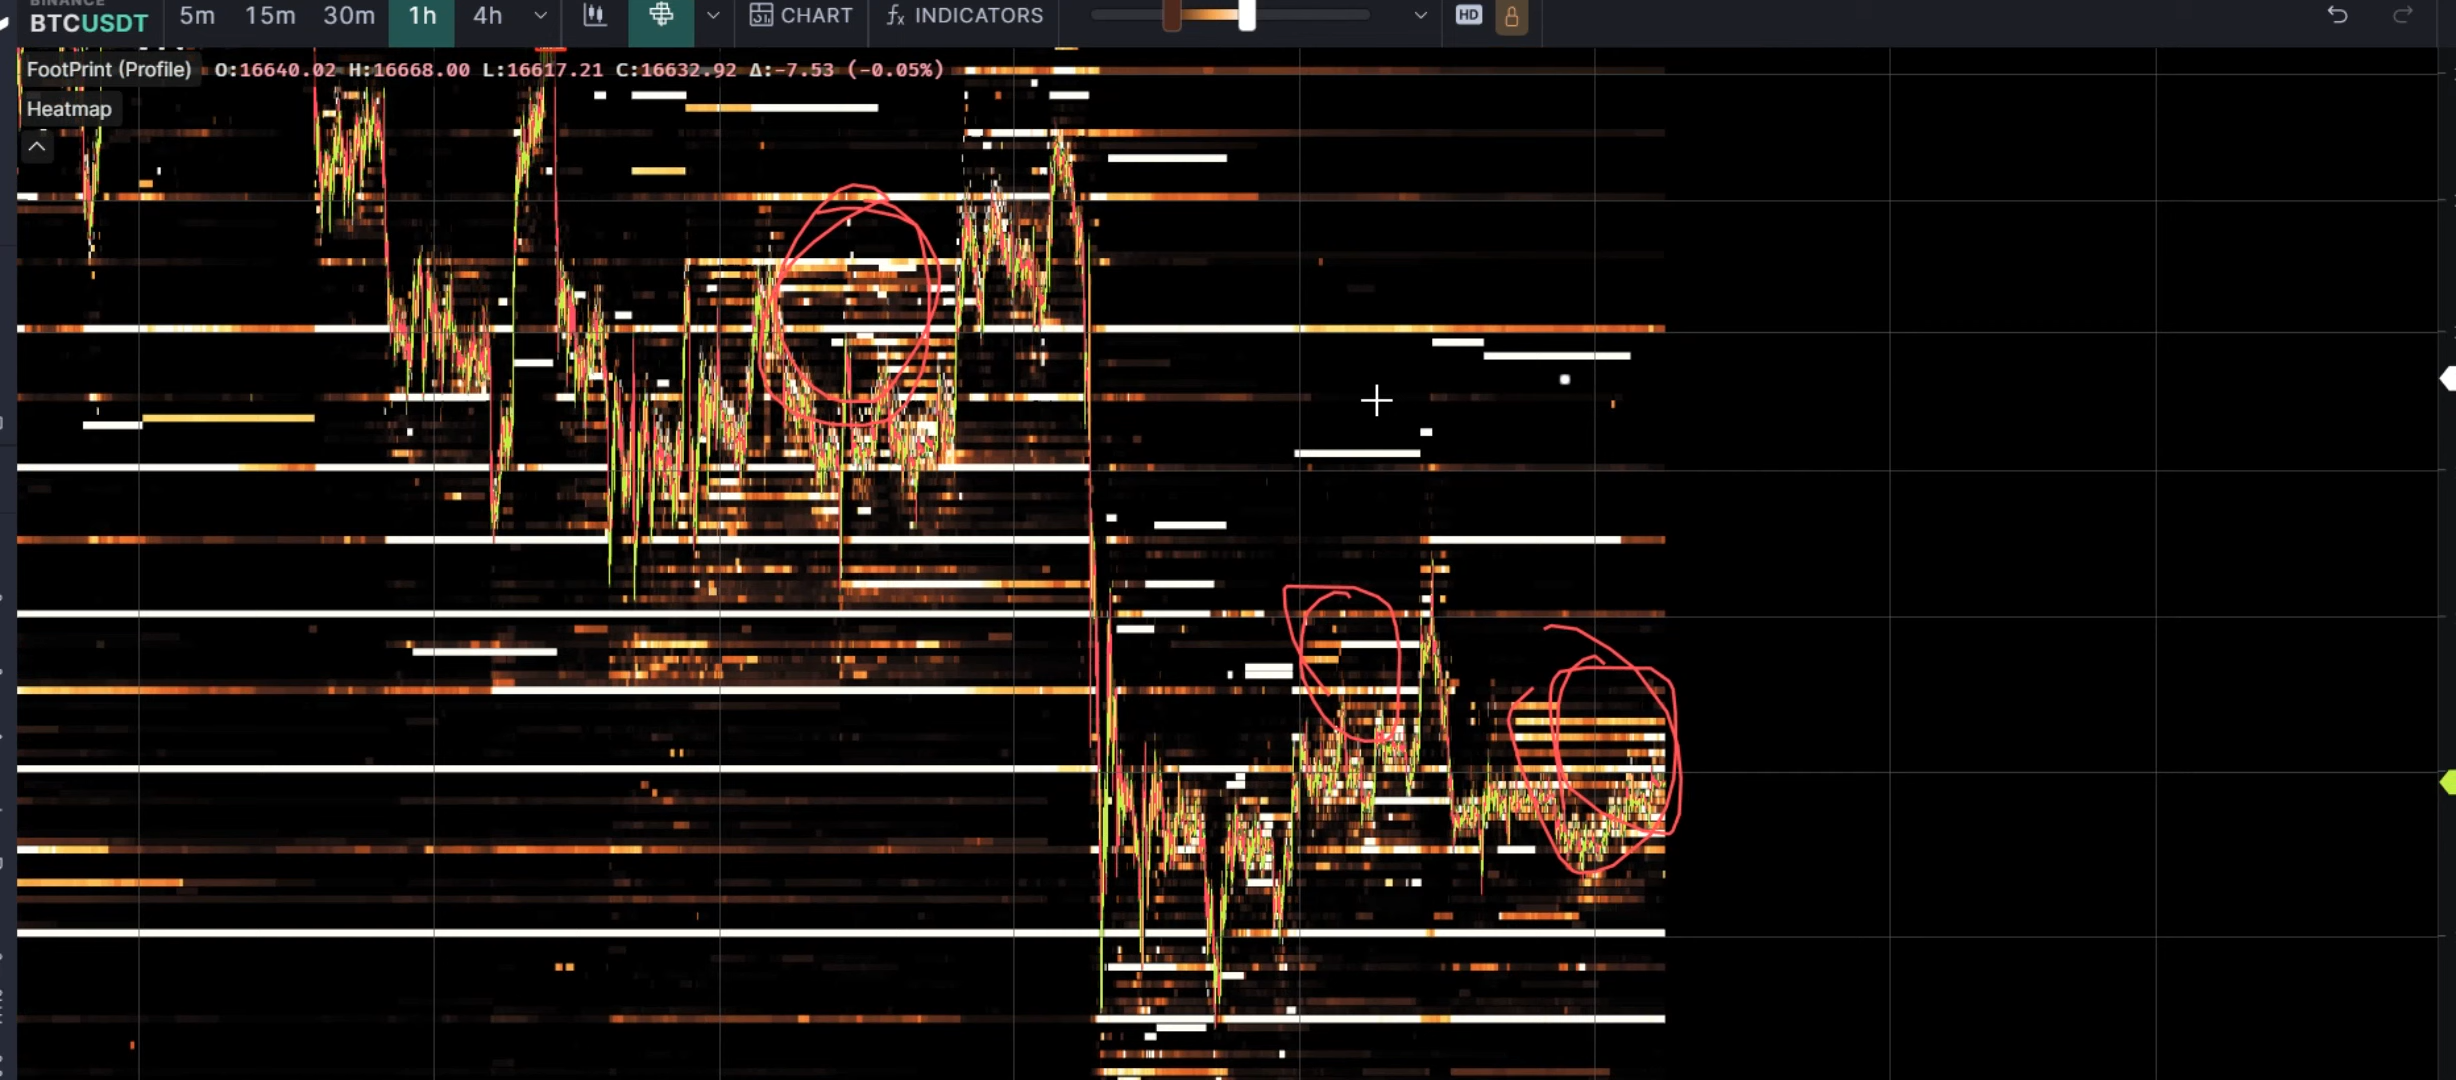 BINANCE
BTCUSDT 5m 15m 30m 1h 4h CHART fx INDICATORS HD
FootPrint (Profile) O:16640.02 H:16668.00 L:16617.21 C:16632.92 Δ:−7.53 (−0.05%)
Heatmap